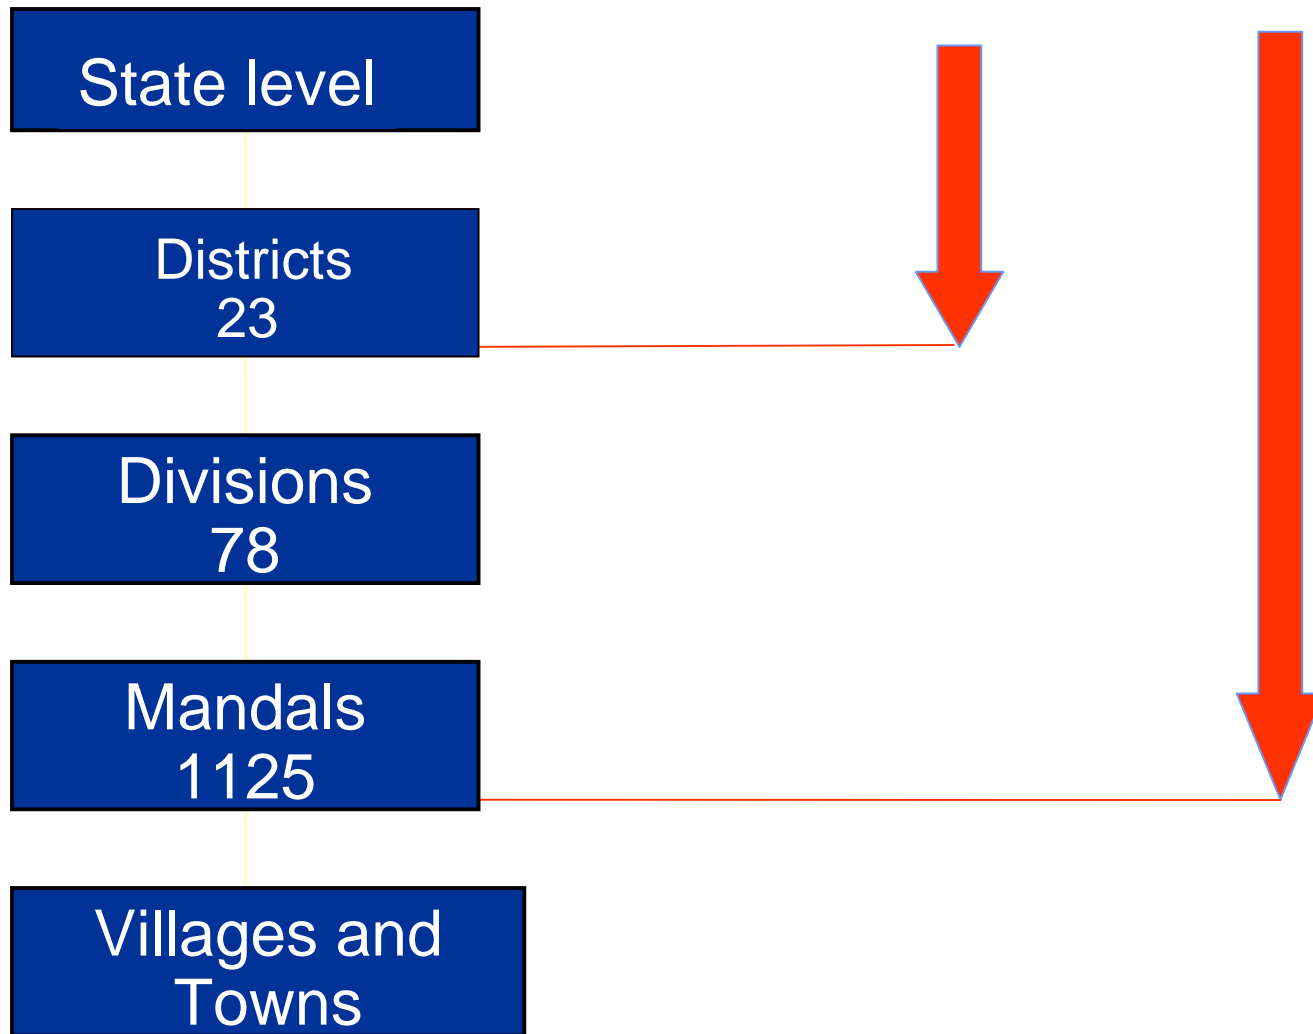 State level
Districts
23
Divisions
78
Mandals
1125
Villages and
Towns